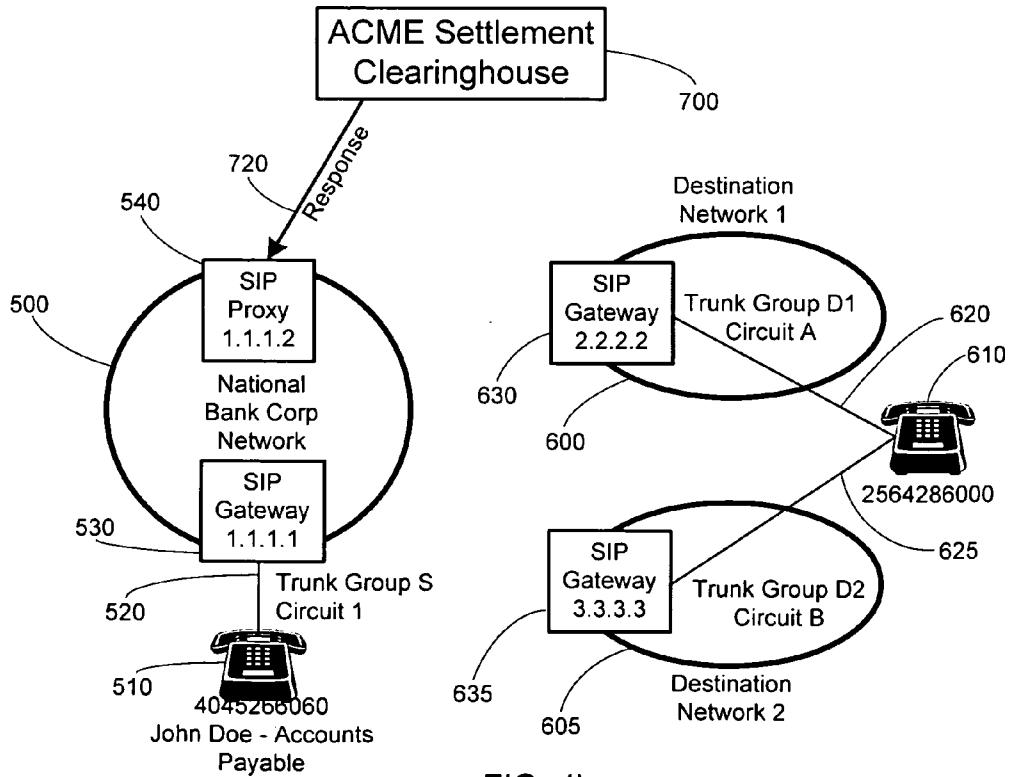 ACME Settlement
Clearinghouse
700
720
Response
540
SIP
Proxy
1.1.1.2
500
National
Bank Corp
Network
SIP
Gateway
1.1.1.1
530
520
Trunk Group S
Circuit 1
510
4045266060
John Doe - Accounts
Payable
Destination
Network 1
SIP
Gateway
2.2.2.2
Trunk Group D1
Circuit A
620
610
630
600
2564286000
625
SIP
Gateway
3.3.3.3
Trunk Group D2
Circuit B
635
605
Destination
Network 2